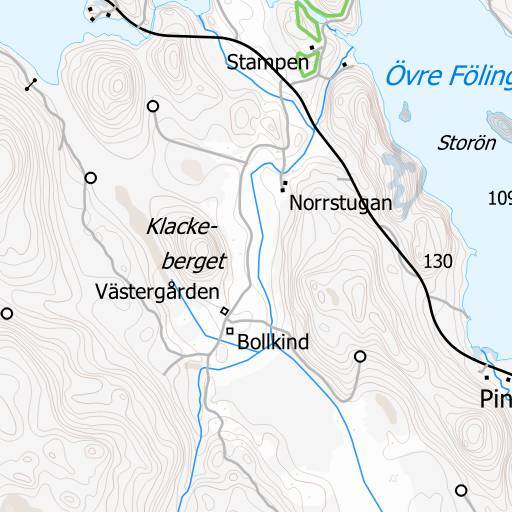 Stampen
Övre Föling
Storön
109
Norrstugan
Klacke-
berget
130
Västergården
Bollkind
Pin